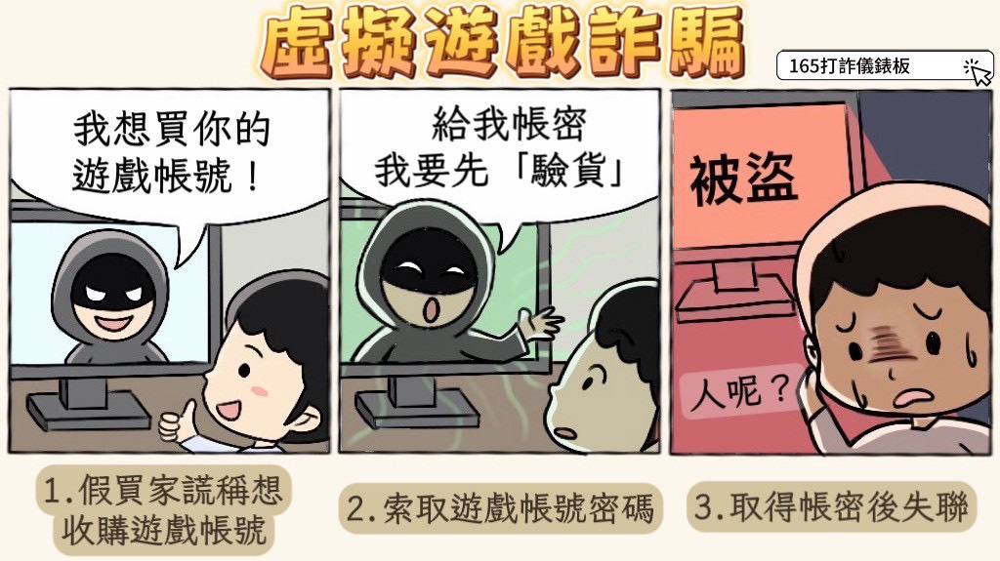 虛擬遊戲詐騙
165打詐儀錶板
我想買你的
遊戲帳號！
給我帳密
我要先「驗貨」
被盜
人呢？
1.假買家謊稱想
收購遊戲帳號
2.索取遊戲帳號密碼
3.取得帳密後失聯